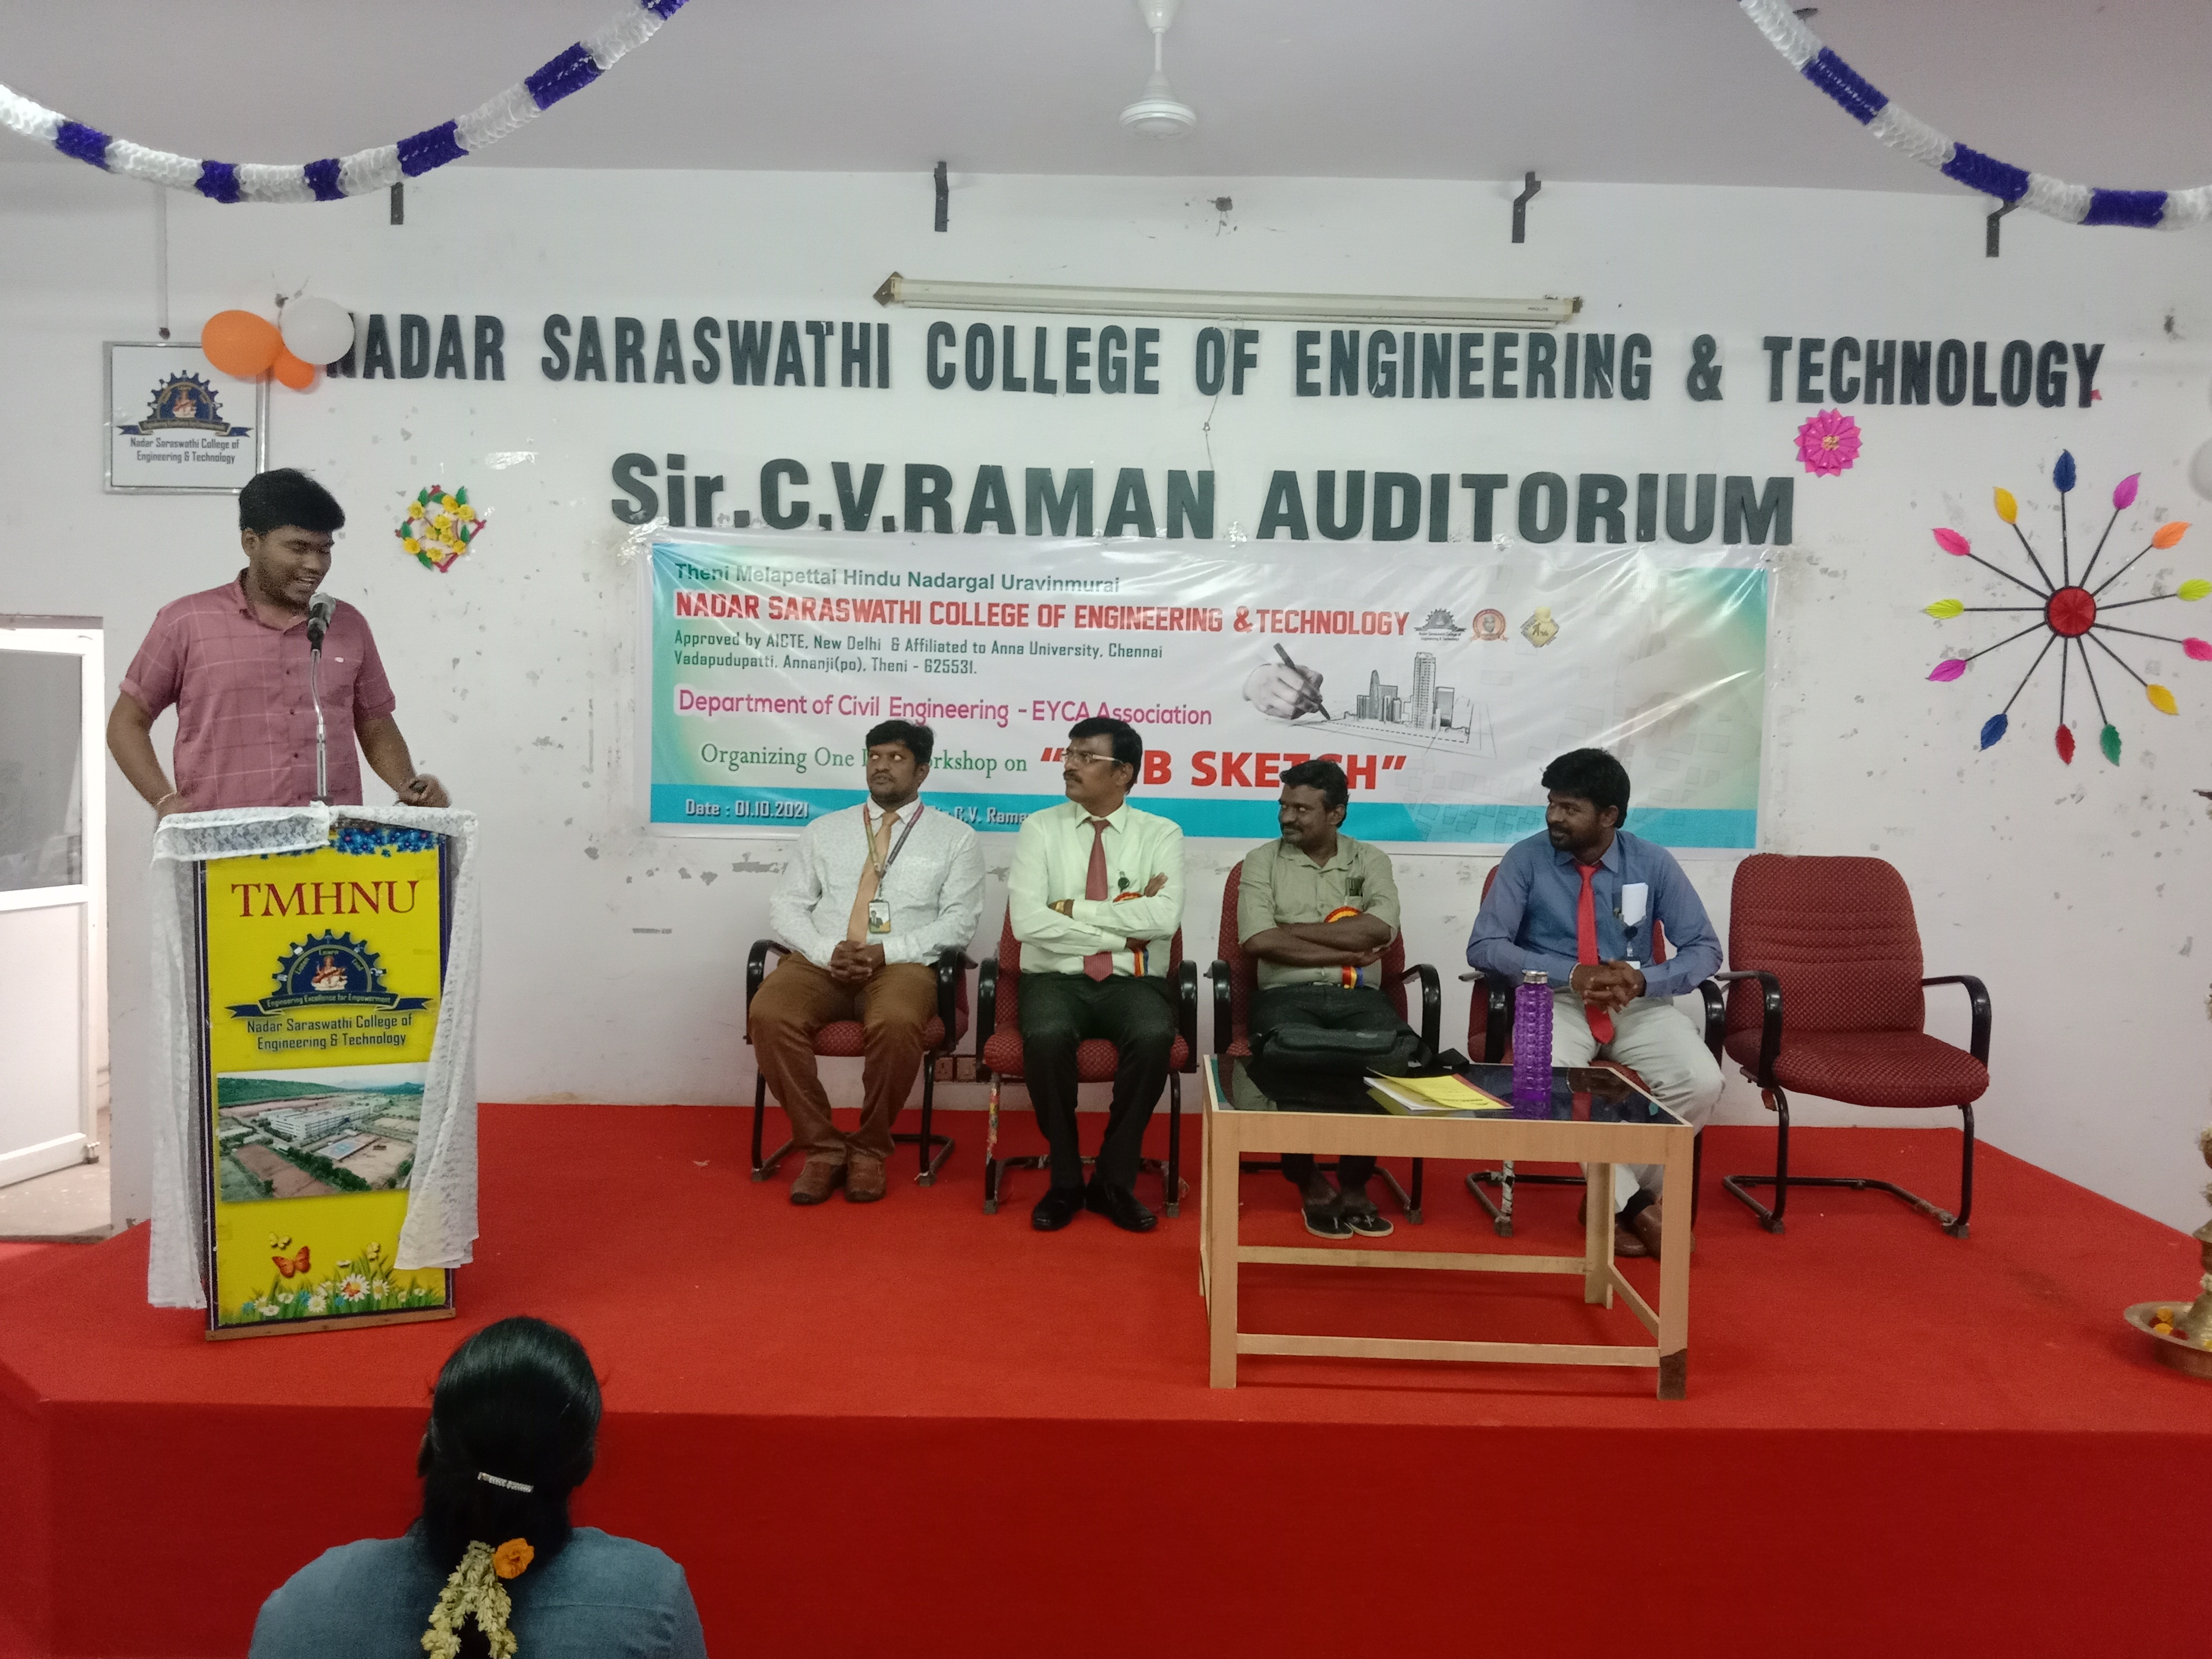 NADAR SARASWATHI COLLEGE OF ENGINEERING & TECHNOLOGY
Sir.C.V.RAMAN AUDITORIUM
Nadar Saraswathi College of
Engineering & Technology
Theni Melapettai Hindu Nadargal Uravinmurai
NADAR SARASWATHI COLLEGE OF ENGINEERING & TECHNOLOGY
Approved by AICTE, New Delhi & Affiliated to Anna University, Chennai
Vadapudupatti, Annanji(po), Theni - 625531.
Department of Civil Engineering - EYCA Association
Organizing One on "SKETCH"
Date : 01.10.2021 C.V.
TMHNU
Learn
Engineering Excellence for Empowerment
Nadar Saraswathi College of
Engineering & Technology